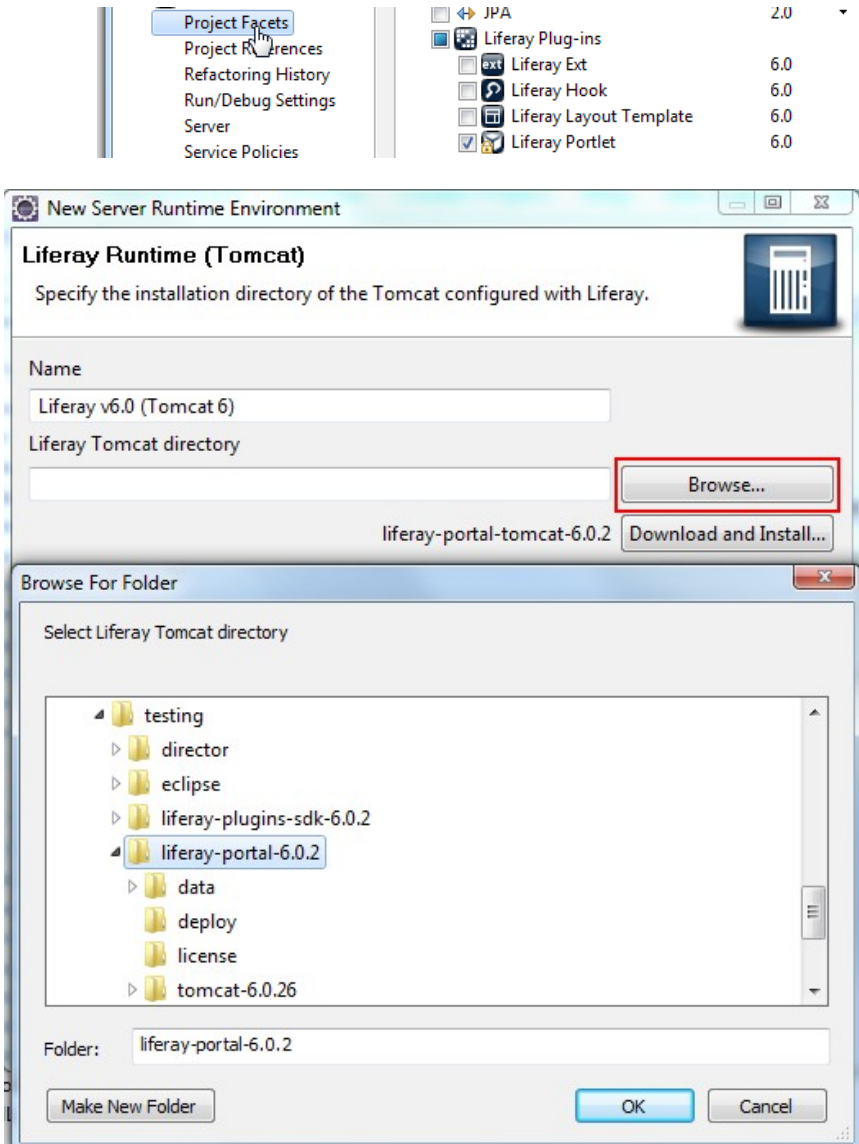 Project Facets
Project References
Refactoring History
Run/Debug Settings
Server
Service Policies
JPA 2.0
Liferay Plug-ins
ext Liferay Ext 6.0
Liferay Hook 6.0
Liferay Layout Template 6.0
Liferay Portlet 6.0
New Server Runtime Environment
Liferay Runtime (Tomcat)
Specify the installation directory of the Tomcat configured with Liferay.
Name
Liferay v6.0 (Tomcat 6)
Liferay Tomcat directory
Browse...
liferay-portal-tomcat-6.0.2 Download and Install...
Browse For Folder
Select Liferay Tomcat directory
testing
director
eclipse
liferay-plugins-sdk-6.0.2
liferay-portal-6.0.2
data
deploy
license
tomcat-6.0.26
Folder: liferay-portal-6.0.2
Make New Folder OK Cancel